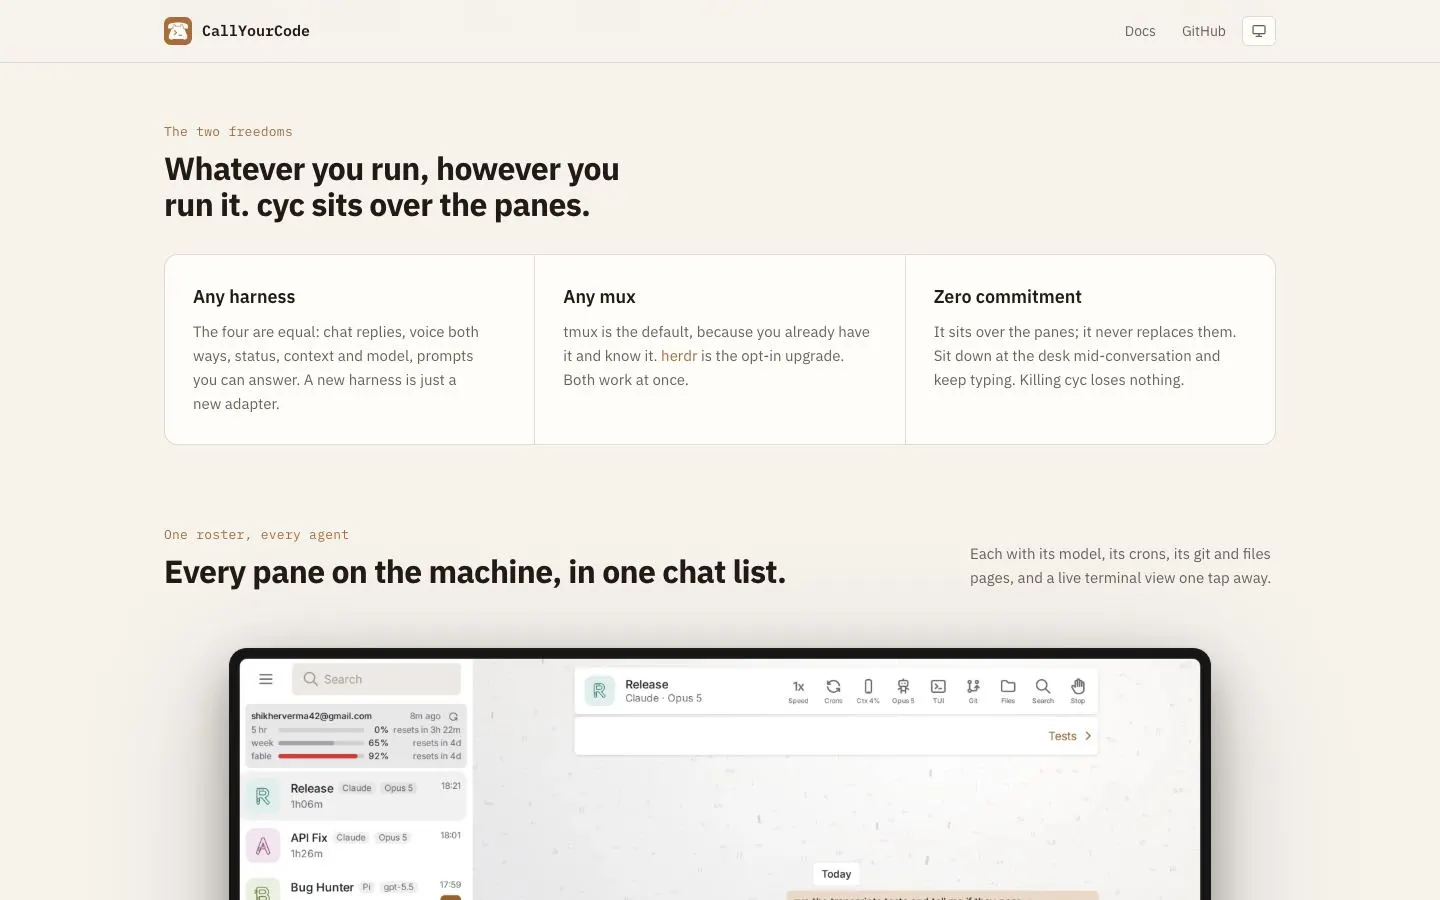 CallYourCode
Docs
GitHub
The two freedoms
Whatever you run, however you
run it. cyc sits over the panes.
Any harness
The four are equal: chat replies, voice both
ways, status, context and model, prompts
you can answer. A new harness is just a
new adapter.
Any mux
tmux is the default, because you already have
it and know it. herdr is the opt-in upgrade.
Both work at once.
Zero commitment
It sits over the panes; it never replaces them.
Sit down at the desk mid-conversation and
keep typing. Killing cyc loses nothing.
One roster, every agent
Every pane on the machine, in one chat list.
Each with its model, its crons, its git and files
pages, and a live terminal view one tap away.
Search
shikherverma42@gmail.com 8m ago
5 hr 0% resets in 3h 22m
week 65% resets in 4d
fable 92% resets in 4d
Release Claude Opus 5 18:21
1h06m
API Fix Claude Opus 5 18:01
1h26m
Bug Hunter Pi gpt-5.5 17:59
Release
Claude · Opus 5
1x
Speed Crons Ctx 4% Opus 5 TUI Git Files Search Stop
Tests
Today